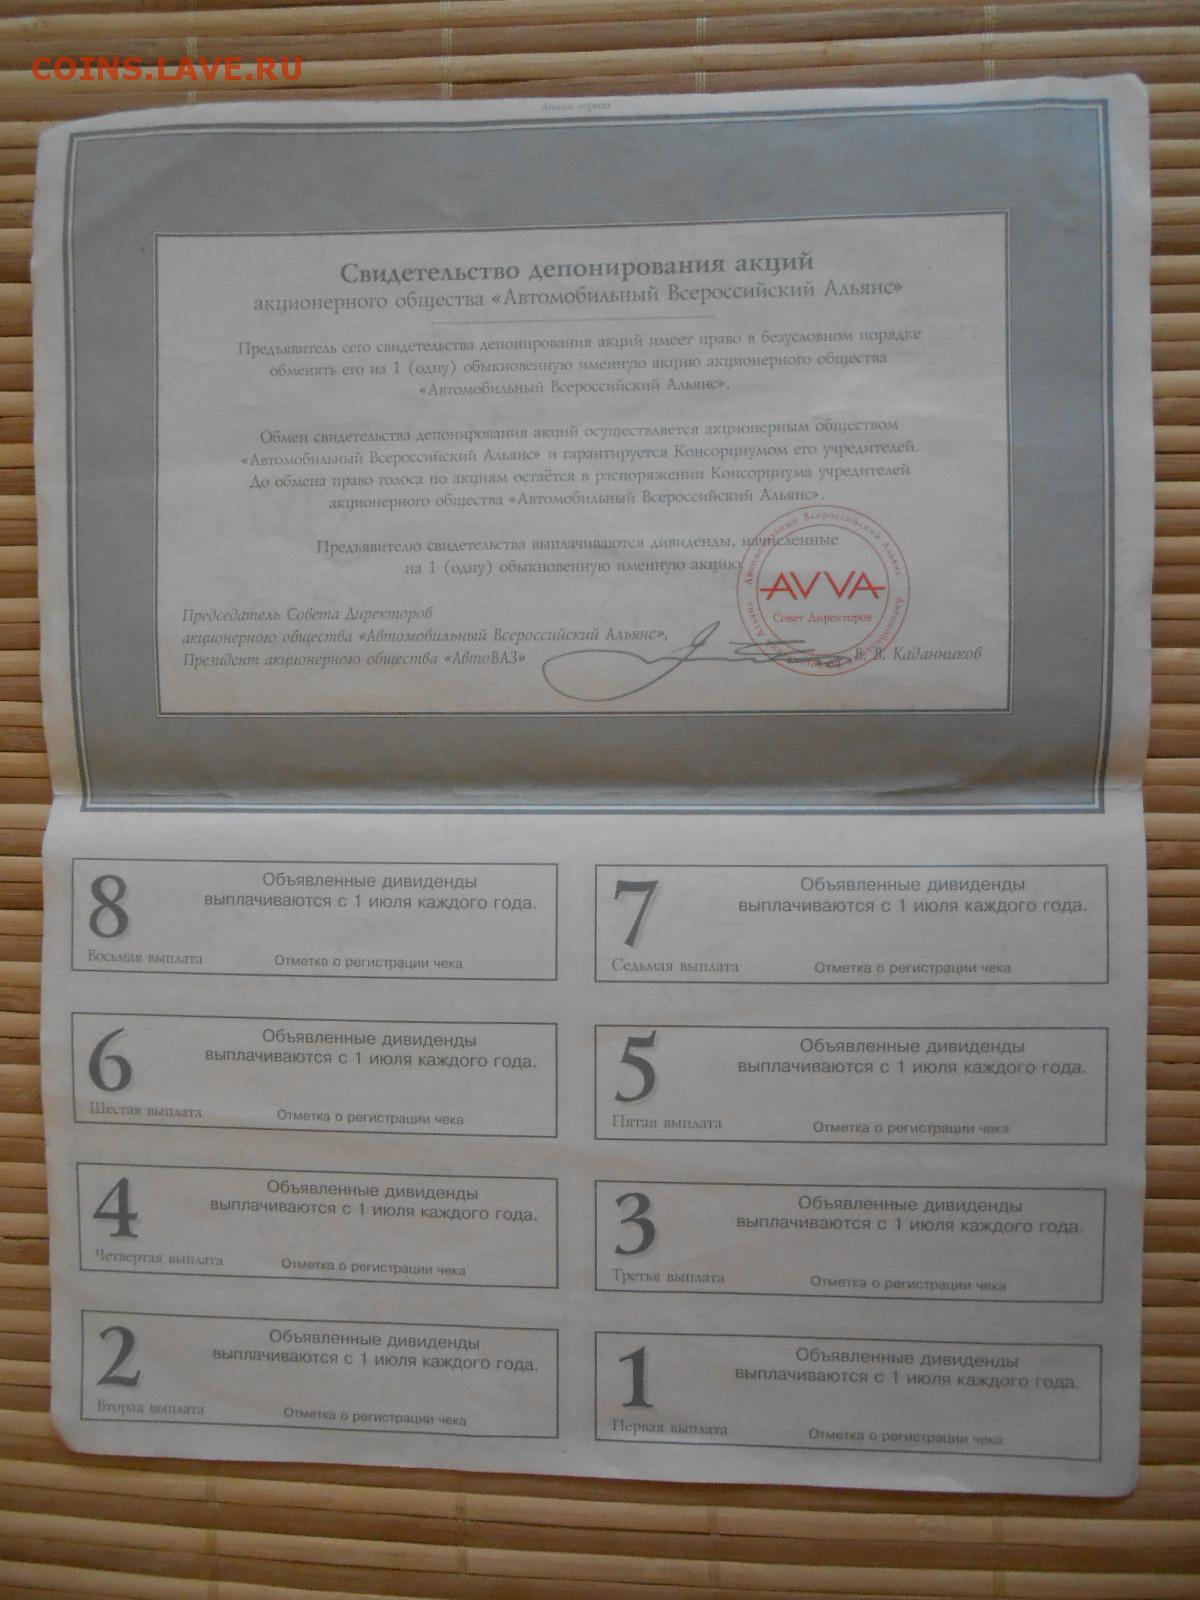 COINS.LAVE.RU
Линия отрыва
Свидетельство депонирования акций
акционерного общества «Автомобильный Всероссийский Альянс»
Предъявитель сего свидетельства депонирования акций имеет право в безусловном порядке
обменять его на 1 (одну) обыкновенную именную акцию акционерного общества
«Автомобильный Всероссийский Альянс».
Обмен свидетельства депонирования акций осуществляется акционерным обществом
«Автомобильный Всероссийский Альянс» и гарантируется Консорциумом его учредителей.
До обмена право голоса по акциям остаётся в распоряжении Консорциума учредителей
акционерного общества «Автомобильный Всероссийский Альянс».
Предъявителю свидетельства выплачиваются дивиденды, начисленные
на 1 (одну) обыкновенную именную акцию.
Автомобильный Всероссийский Альянс
AVVA
Совет Директоров
Председатель Совета Директоров
акционерного общества «Автомобильный Всероссийский Альянс»,
Президент акционерного общества «АвтоВАЗ»
В. В. Каданников
8
Объявленные дивиденды
выплачиваются с 1 июля каждого года.
Восьмая выплата
Отметка о регистрации чека
7
Объявленные дивиденды
выплачиваются с 1 июля каждого года.
Седьмая выплата
Отметка о регистрации чека
6
Объявленные дивиденды
выплачиваются с 1 июля каждого года.
Шестая выплата
Отметка о регистрации чека
5
Объявленные дивиденды
выплачиваются с 1 июля каждого года.
Пятая выплата
Отметка о регистрации чека
4
Объявленные дивиденды
выплачиваются с 1 июля каждого года.
Четвертая выплата
Отметка о регистрации чека
3
Объявленные дивиденды
выплачиваются с 1 июля каждого года.
Третья выплата
Отметка о регистрации чека
2
Объявленные дивиденды
выплачиваются с 1 июля каждого года.
Вторая выплата
Отметка о регистрации чека
1
Объявленные дивиденды
выплачиваются с 1 июля каждого года.
Первая выплата
Отметка о регистрации чека